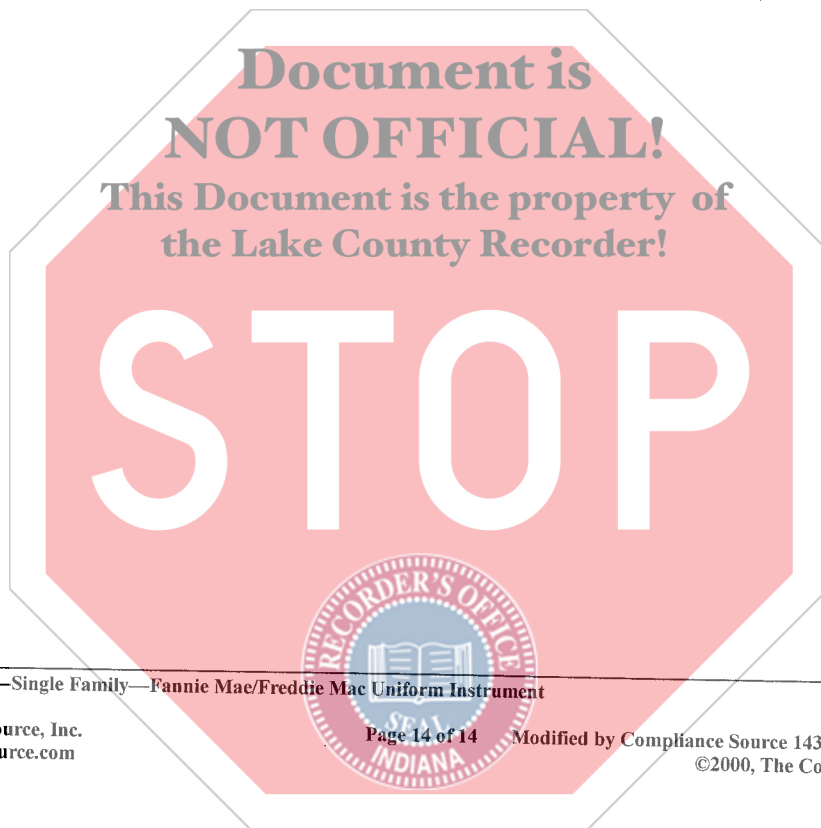 Document is
NOT OFFICIAL!
This Document is the property of
the Lake County Recorder!
STOP
RECORDER'S OFFICE
SEAL
INDIANA
—Single Family—Fannie Mae/Freddie Mac Uniform Instrument
ource, Inc.
Page 14 of 14 Modified by Compliance Source 143
urce.com
©2000, The Co